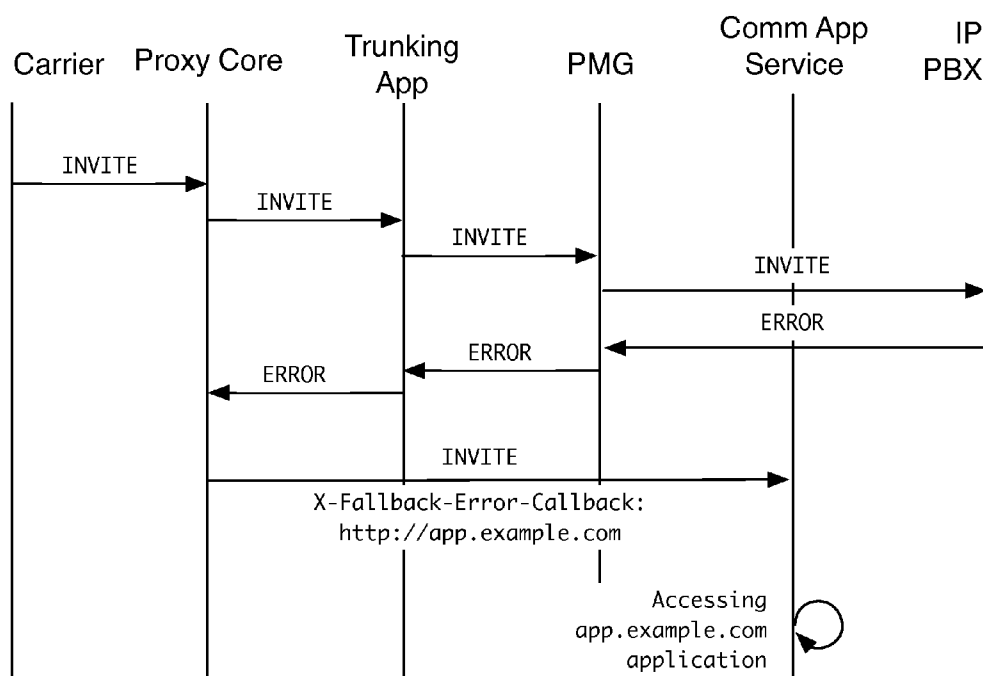 Carrier
Proxy Core
Trunking
App
PMG
Comm App
Service
IP
PBX
INVITE
INVITE
INVITE
INVITE
ERROR
ERROR
ERROR
INVITE
X-Fallback-Error-Callback:
http://app.example.com
Accessing
app.example.com
application